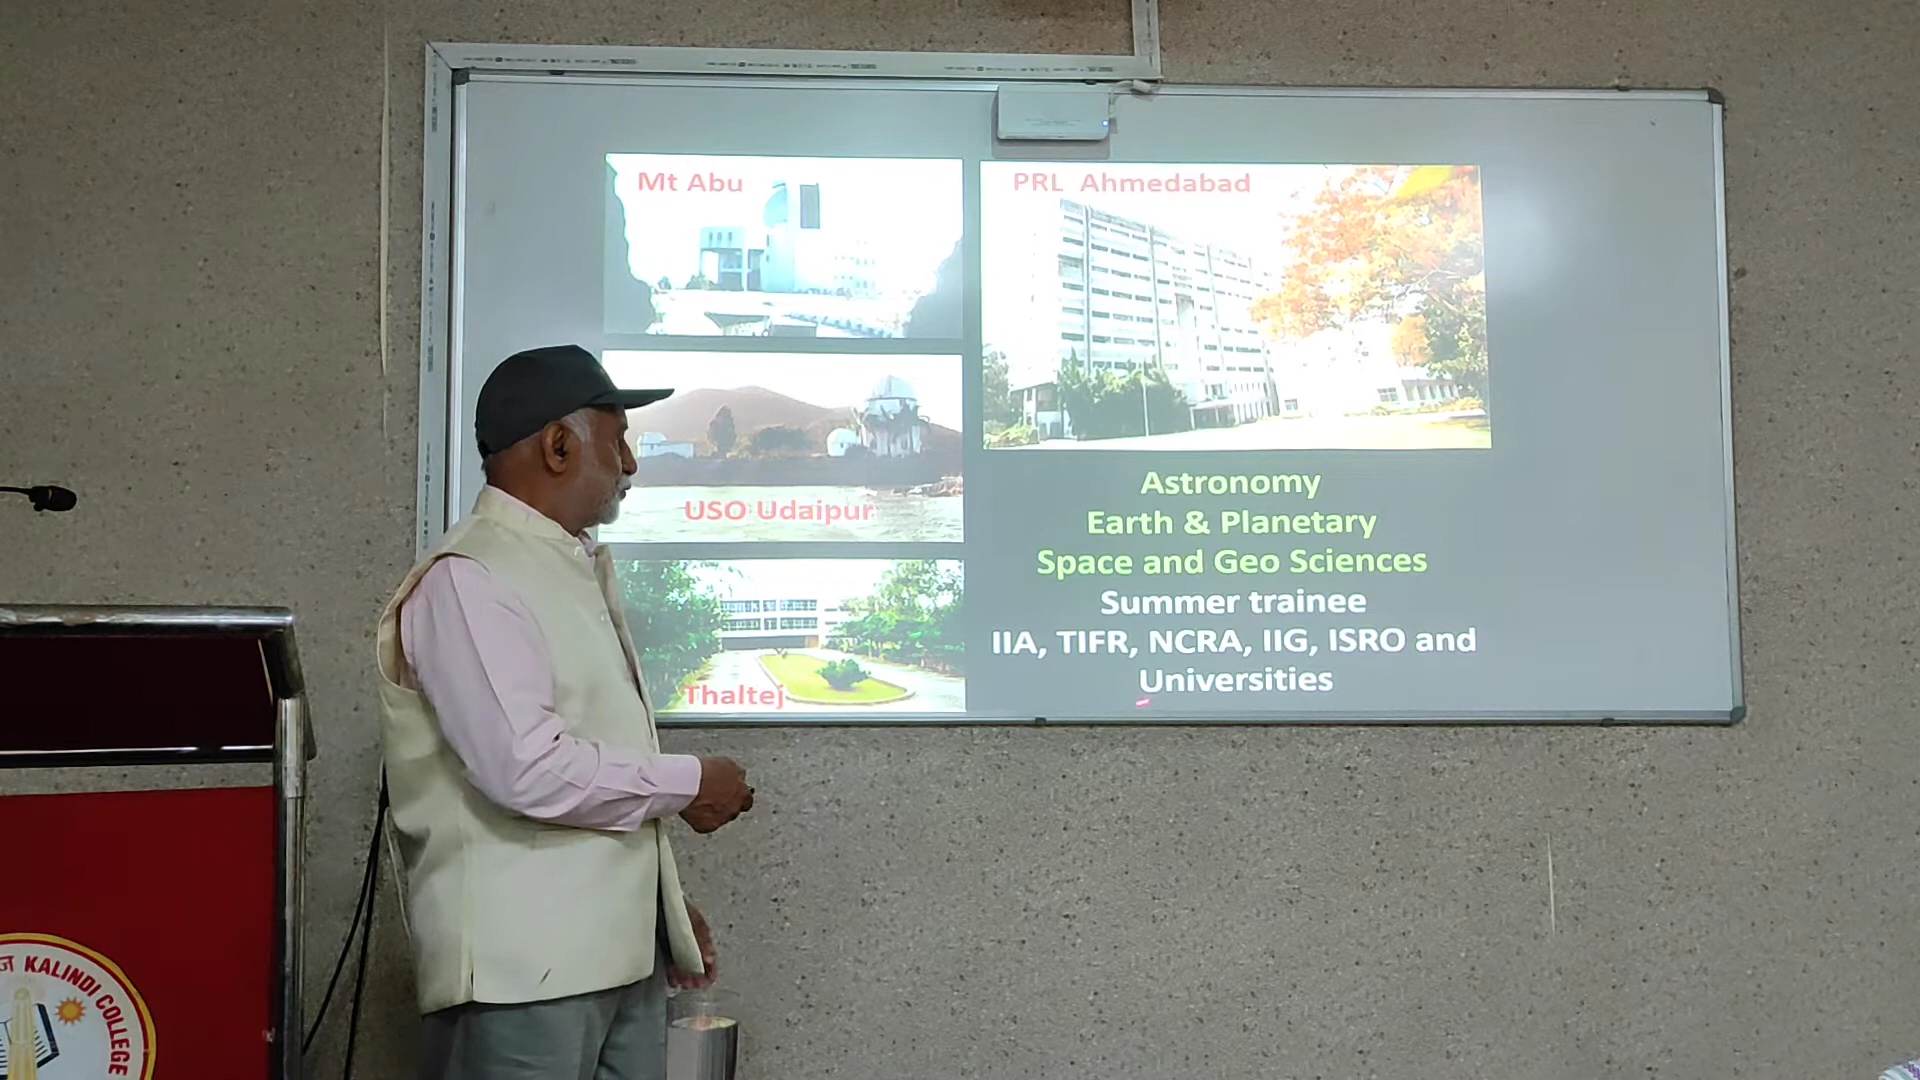 Mt Abu
PRL Ahmedabad
USO Udaipur
Thaltej
Astronomy
Earth & Planetary
Space and Geo Sciences
Summer trainee
IIA, TIFR, NCRA, IIG, ISRO and
Universities
KALINDI COLLEGE